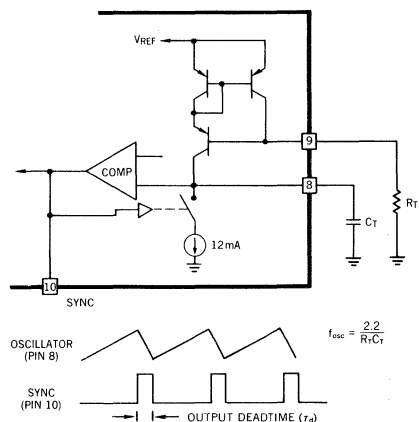 VREF
9
COMP
8
RT
CT
12mA
10
SYNC
OSCILLATOR
(PIN 8)
fosc = 2.2
RTCT
SYNC
(PIN 10)
OUTPUT DEADTIME (Td)